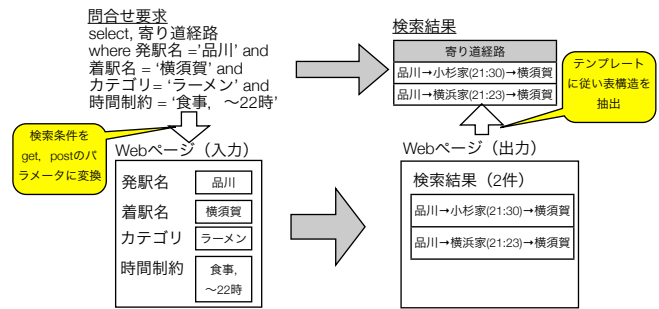 問合せ要求
select, 寄り道経路
where 発駅名 ='品川' and
着駅名 = '横須賀' and
カテゴリ= 'ラーメン' and
時間制約 = '食事, ～22時'
検索結果
寄り道経路
品川→小杉家(21:30)→横須賀
品川→横浜家(21:23)→横須賀
テンプレート
に従い表構造を
抽出
検索条件を
get, postのパ
ラメータに変換
Webページ（入力）
発駅名
品川
着駅名
横須賀
カテゴリ
ラーメン
時間制約
食事,
～22時
Webページ（出力）
検索結果（2件）
品川→小杉家(21:30)→横須賀
品川→横浜家(21:23)→横須賀